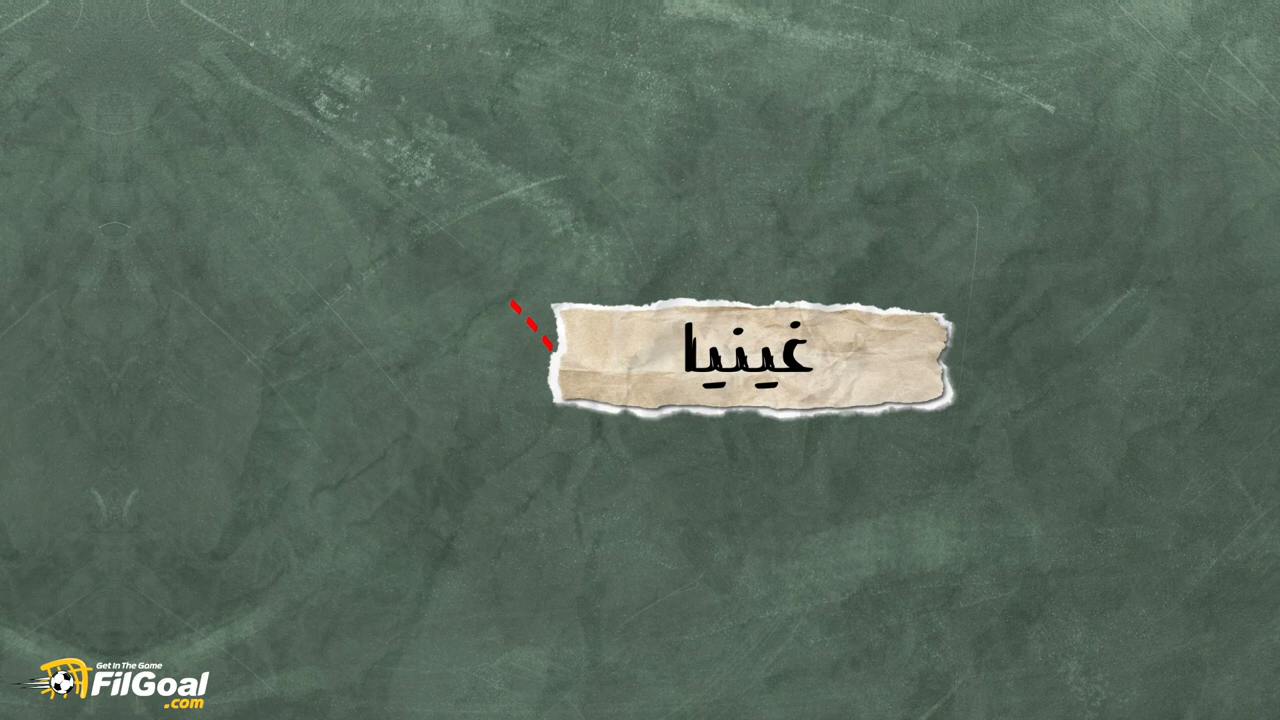 غينيا
Get In The Game
FilGoal
.com